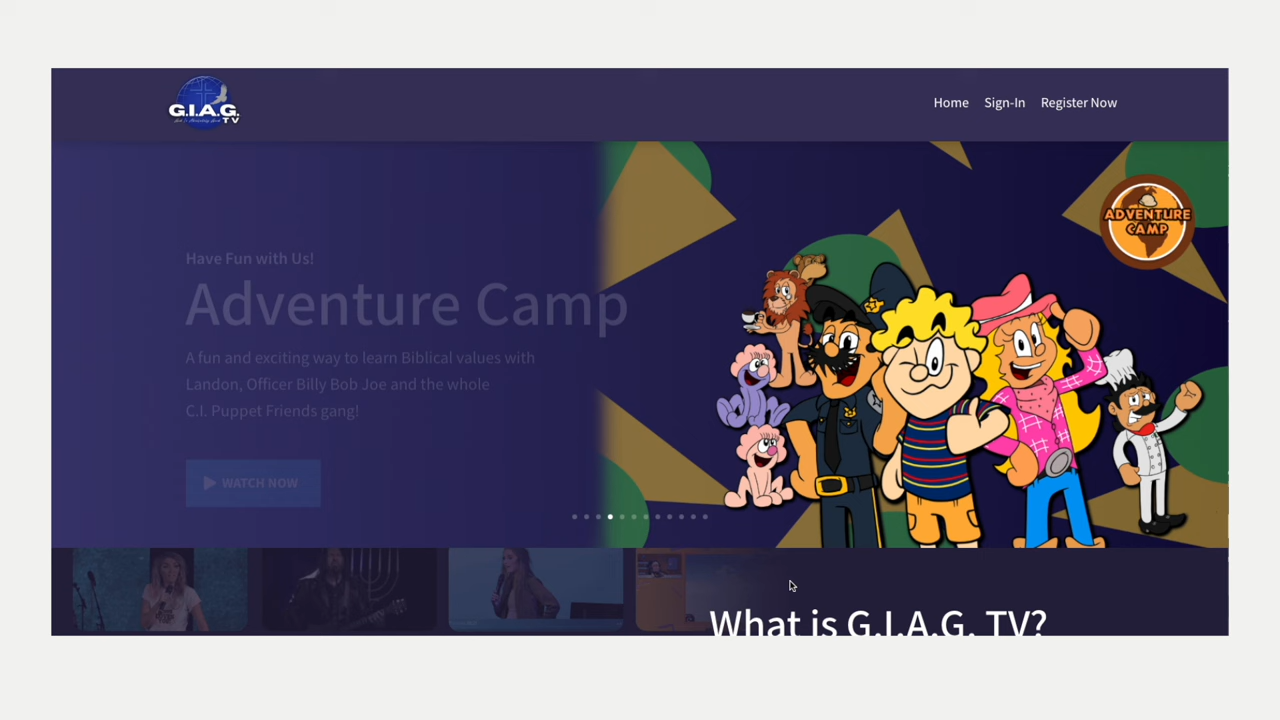 G.I.A.G.
TV
Home Sign-In Register Now
ADVENTURE
CAMP
Have Fun with Us!
Adventure Camp
A fun and exciting way to learn Biblical values with
Landon, Officer Billy Bob Joe and the whole
C.I. Puppet Friends gang!
WATCH NOW
What is G.I.A.G. TV?